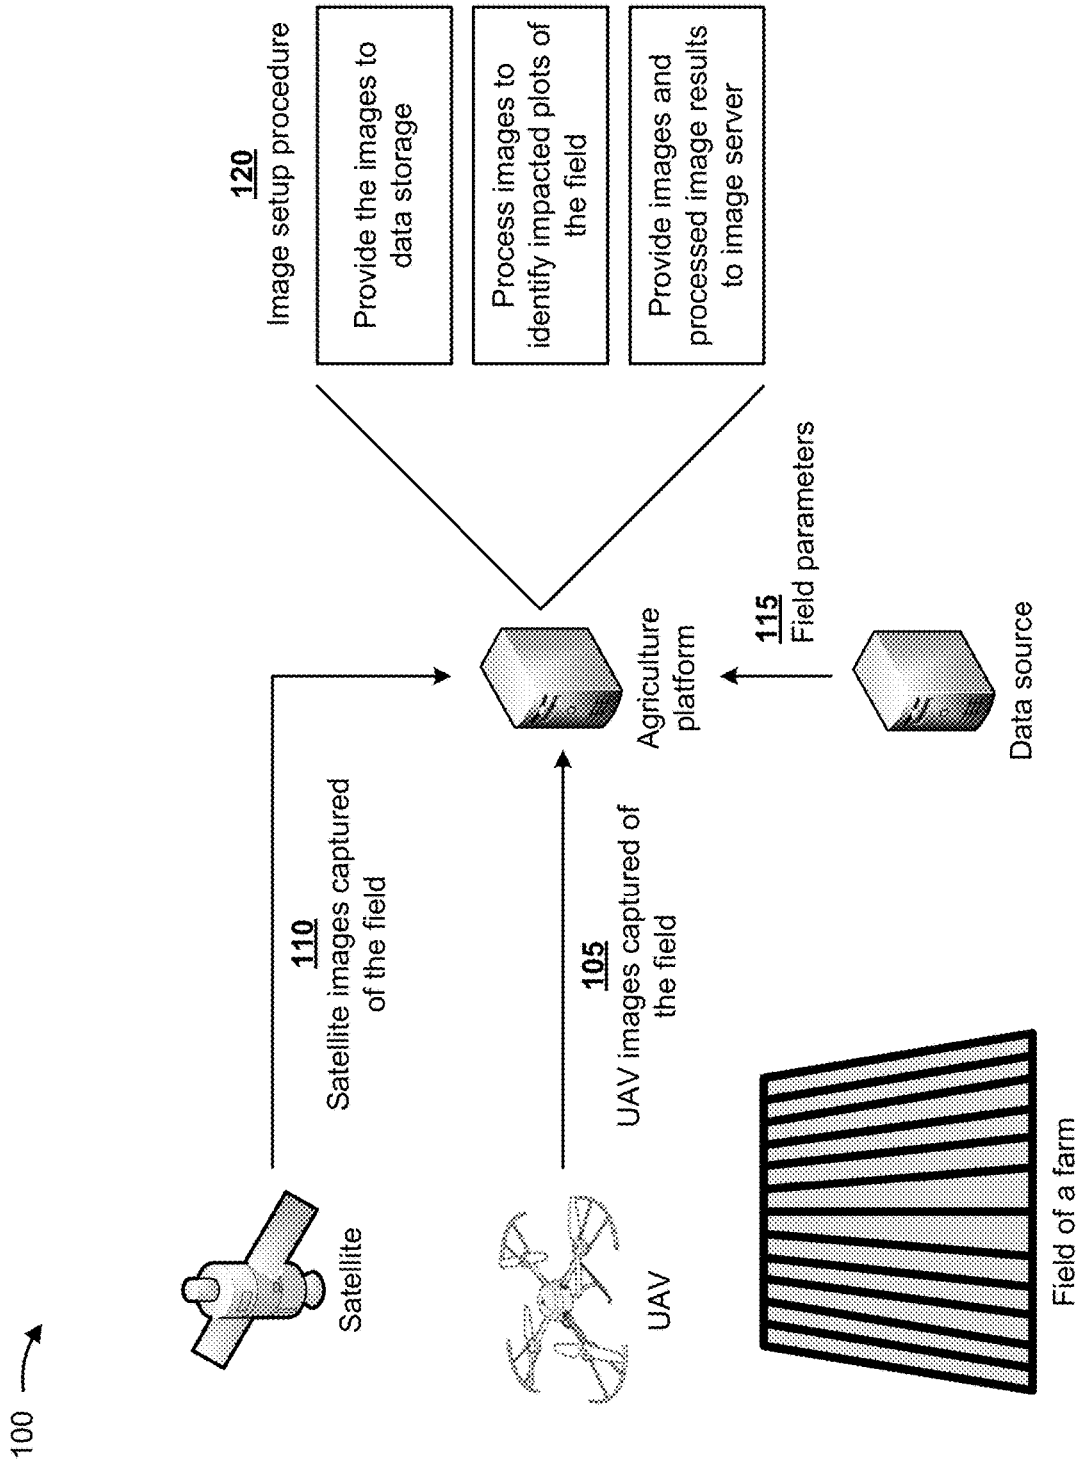 100
Satellite
110
Satellite images captured
of the field
UAV
105
UAV images captured of
the field
Field of a farm
Agriculture
platform
115
Field parameters
Data source
120
Image setup procedure
Provide the images to
data storage
Process images to
identify impacted plots of
the field
Provide images and
processed image results
to image server